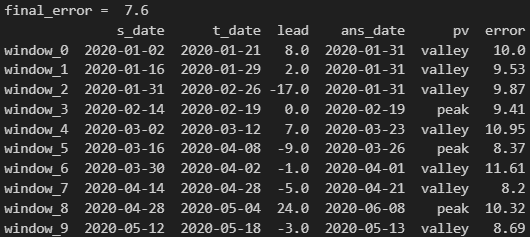 final_error =  7.6
s_date t_date lead ans_date pv error
window_0 2020-01-02 2020-01-21 8.0 2020-01-31 valley 10.0
window_1 2020-01-16 2020-01-29 2.0 2020-01-31 valley 9.53
window_2 2020-01-31 2020-02-26 -17.0 2020-01-31 valley 9.87
window_3 2020-02-14 2020-02-19 0.0 2020-02-19 peak 9.41
window_4 2020-03-02 2020-03-12 7.0 2020-03-23 valley 10.95
window_5 2020-03-16 2020-04-08 -9.0 2020-03-26 peak 8.37
window_6 2020-03-30 2020-04-02 -1.0 2020-04-01 valley 11.61
window_7 2020-04-14 2020-04-28 -5.0 2020-04-21 valley 8.2
window_8 2020-04-28 2020-05-04 24.0 2020-06-08 peak 10.32
window_9 2020-05-12 2020-05-18 -3.0 2020-05-13 valley 8.69